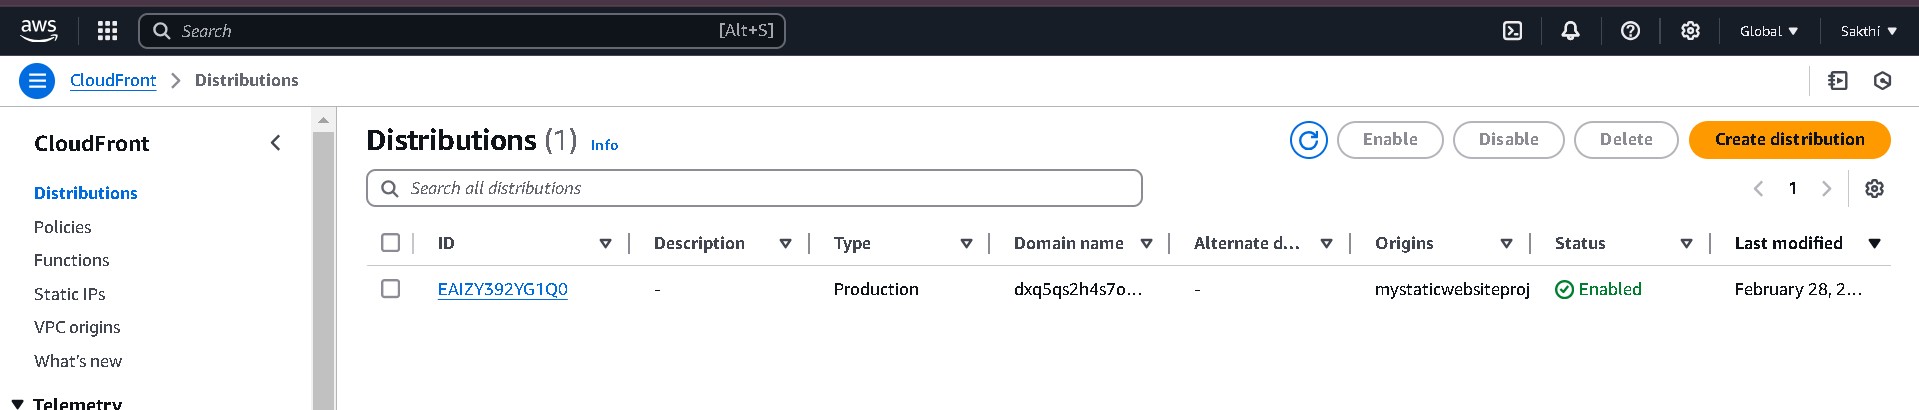 aws
Search [Alt+S]
Global ▼ Sakthi ▼
CloudFront > Distributions
CloudFront
Distributions
Policies
Functions
Static IPs
VPC origins
What's new
▼ Telemetry
Distributions (1) Info
Enable Disable Delete Create distribution
Search all distributions
1
ID Description Type Domain name Alternate d... Origins Status Last modified
EAIZY392YG1Q0 - Production dxq5qs2h4s7o... - mystaticwebsiteproj Enabled February 28, 2...